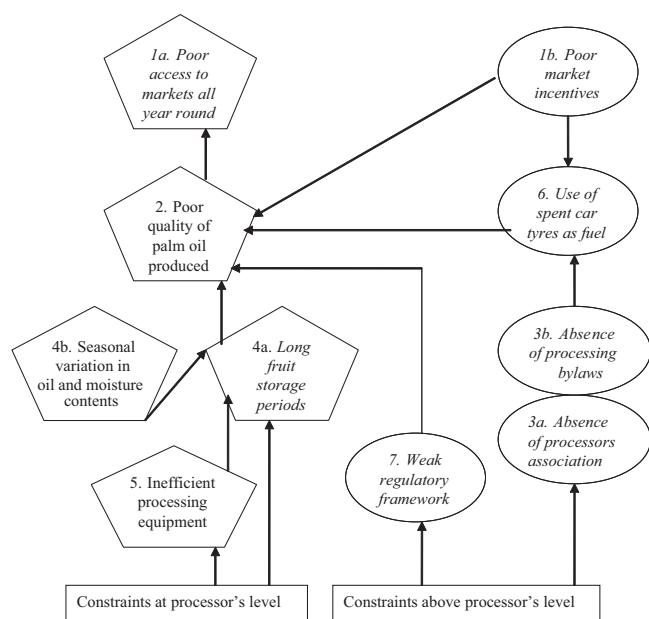 1a. Poor
access to
markets all
year round
1b. Poor
market
incentives
2. Poor
quality of
palm oil
produced
6. Use of
spent car
tyres as fuel
4b. Seasonal
variation in
oil and moisture
contents
4a. Long
fruit
storage
periods
3b. Absence
of processing
bylaws
3a. Absence
of processors
association
5. Inefficient
processing
equipment
7. Weak
regulatory
framework
Constraints at processor's level
Constraints above processor's level